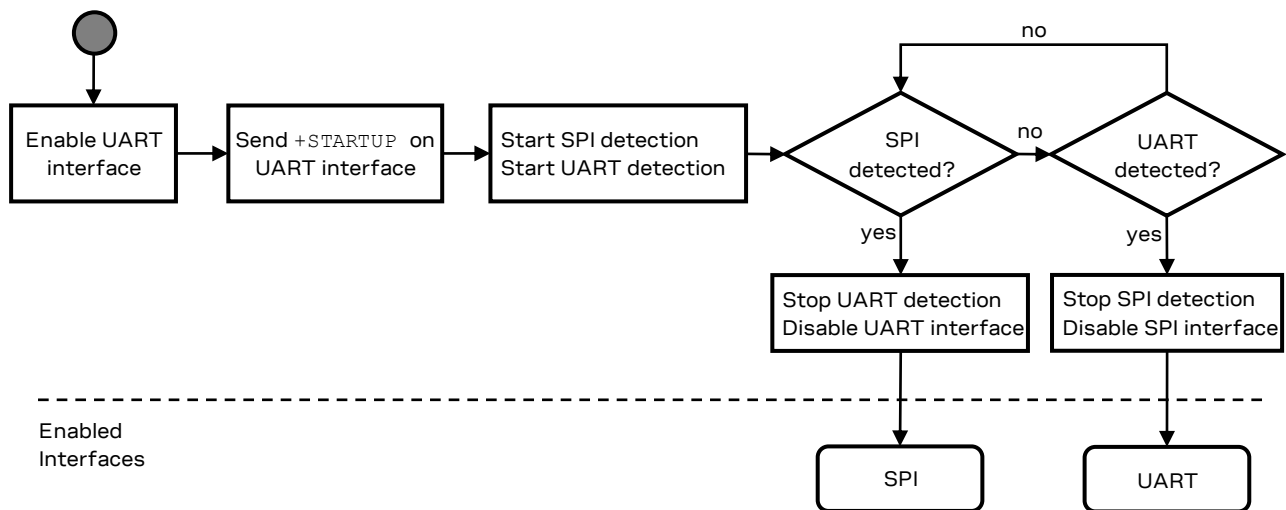 no
Enable UART
interface
Send +STARTUP on
UART interface
Start SPI detection
Start UART detection
SPI
detected?
no
UART
detected?
yes
yes
Stop UART detection
Disable UART interface
Stop SPI detection
Disable SPI interface
Enabled
Interfaces
SPI
UART